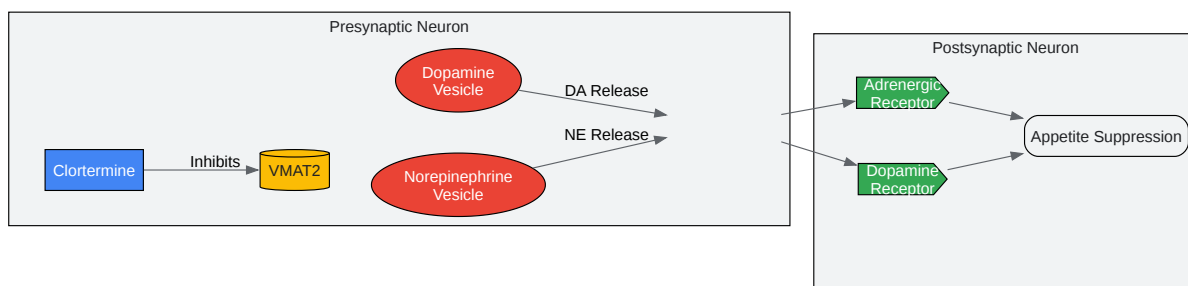 Presynaptic Neuron
Postsynaptic Neuron
Dopamine
Vesicle
DA Release
Adrenergic
Receptor
NE Release
Appetite Suppression
Clortermine
Inhibits
VMAT2
Norepinephrine
Vesicle
Dopamine
Receptor